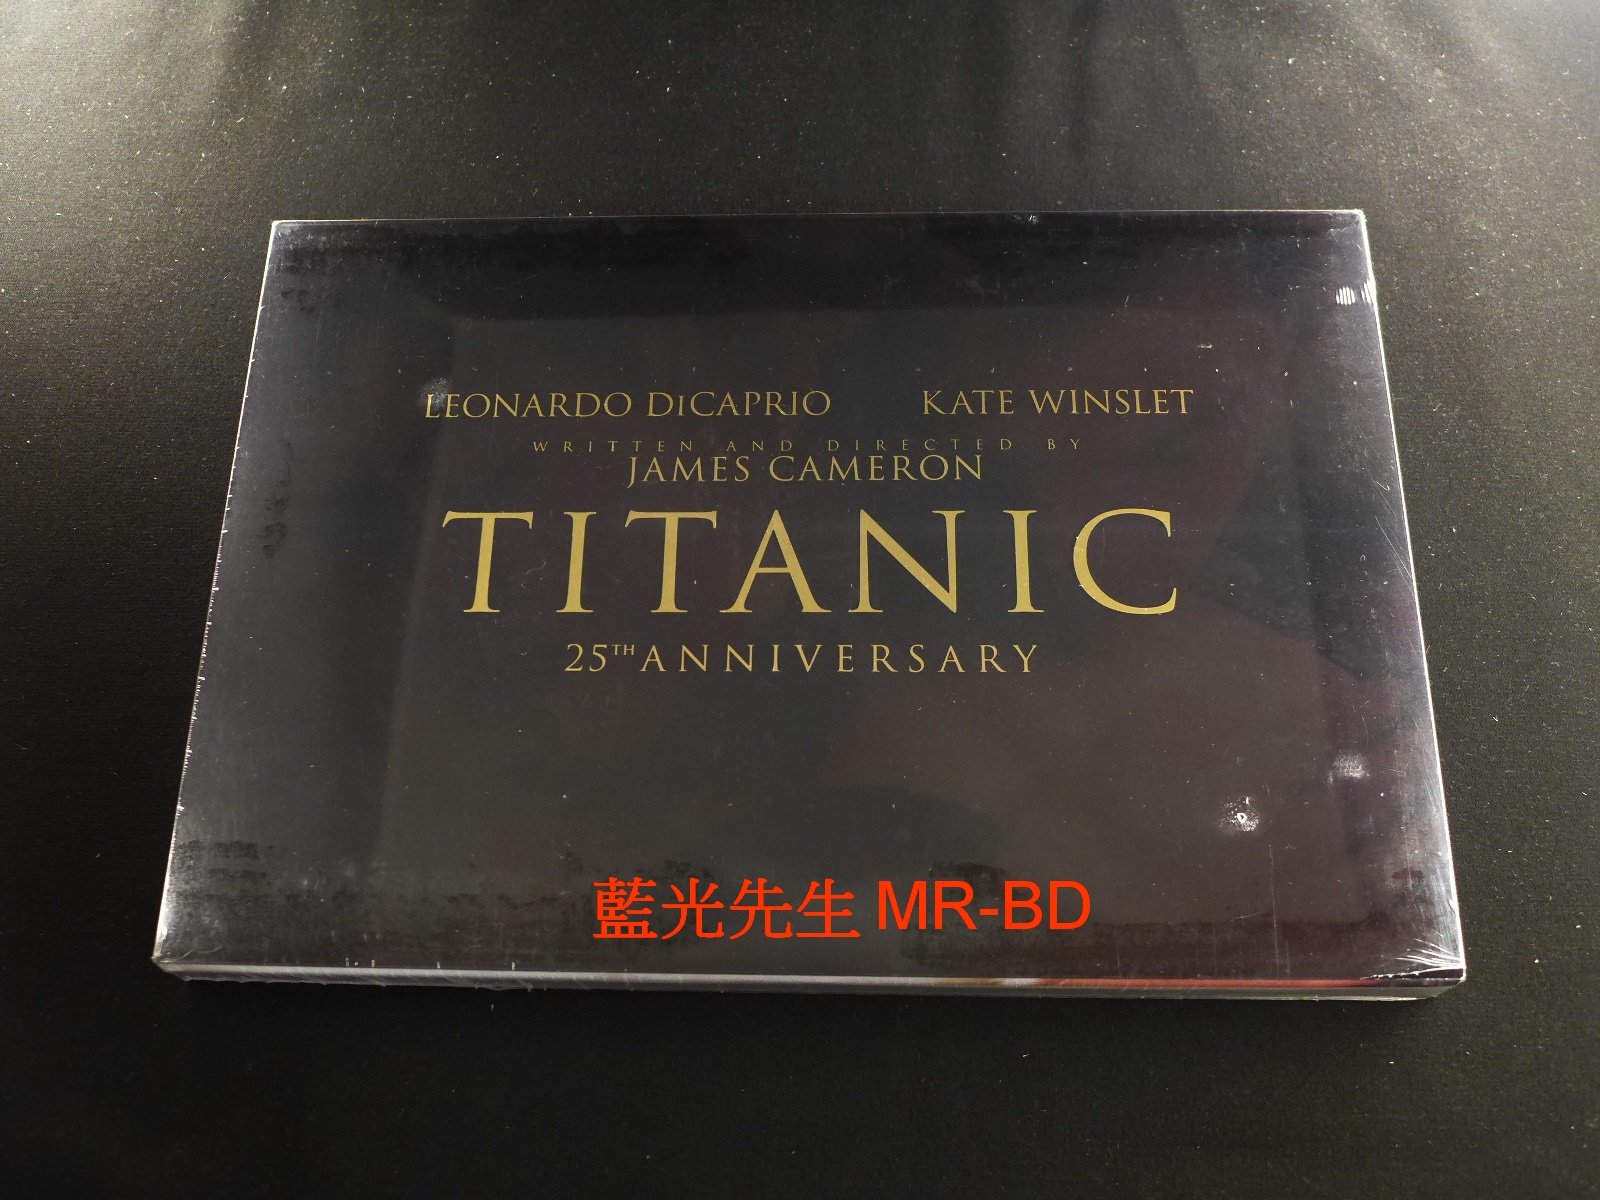 LEONARDO DICAPRIO KATE WINSLET
WRITTEN AND DIRECTED BY
JAMES CAMERON
TITANIC
25TH ANNIVERSARY
藍光先生 MR-BD